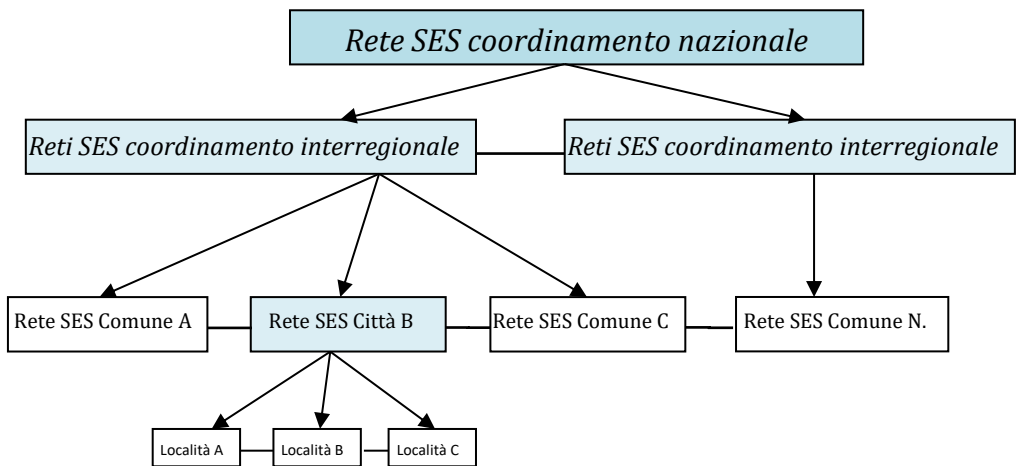 Rete SES coordinamento nazionale
Reti SES coordinamento interregionale
Reti SES coordinamento interregionale
Rete SES Comune A
Rete SES Città B
Rete SES Comune C
Rete SES Comune N.
Località A
Località B
Località C